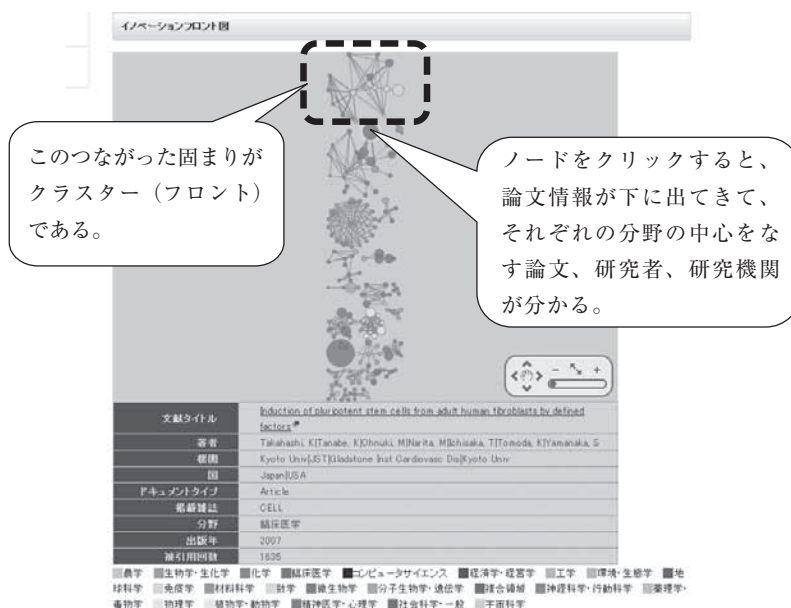 イノベーションフロント図
このつながった固まりが
クラスター（フロント）
である。
ノードをクリックすると、
論文情報が下に出てきて、
それぞれの分野の中心をな
す論文、研究者、研究機関
が分かる。
文献タイトル Induction of pluripotent stem cells from adult human fibroblasts by defined
factors
著者 Takahashi, K|Tanabe, K|Ohnuki, M|Narita, M|Ichisaka, T|Tomoda, K|Yamanaka, S
機関 Kyoto Univ|JST|Gladstone Inst Cardiovasc Dis|Kyoto Univ
国 Japan|USA
ドキュメントタイプ Article
掲載雑誌 CELL
分野 臨床医学
出版年 2007
被引用回数 1635
農学 生物学・生化学 化学 臨床医学 コンピュータサイエンス 経済学・経営学 工学 環境・生態学 地
球科学 免疫学 材料科学 数学 微生物学 分子生物学・遺伝学 複合領域 神経科学・行動科学 薬理学・
毒物学 物理学 植物学・動物学 精神医学・心理学 社会科学・一般 宇宙科学